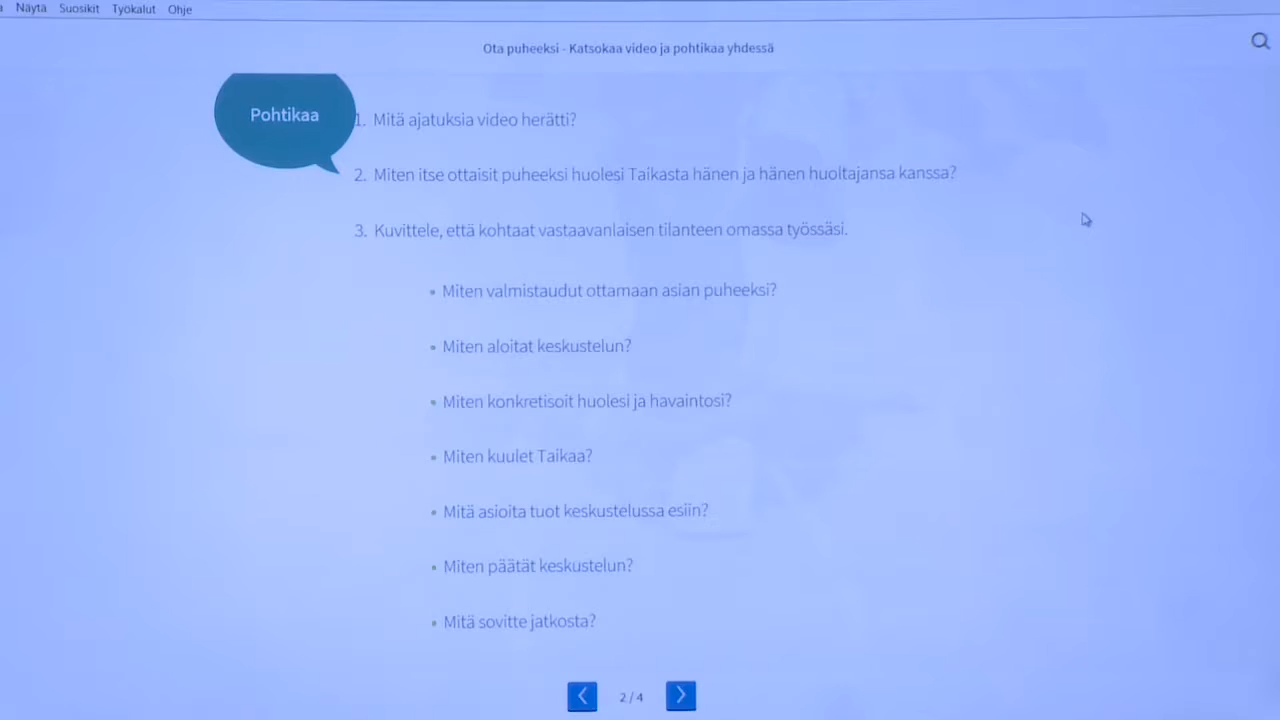 Näytä Suosikit Työkalut Ohje
Ota puheeksi - Katsokaa video ja pohtikaa yhdessä
Pohtikaa
1. Mitä ajatuksia video herätti?
2. Miten itse ottaisit puheeksi huolesi Taikasta hänen ja hänen huoltajansa kanssa?
3. Kuvittele, että kohtaat vastaavanlaisen tilanteen omassa työssäsi.
• Miten valmistaudut ottamaan asian puheeksi?
• Miten aloitat keskustelun?
• Miten konkretisoit huolesi ja havaintosi?
• Miten kuulet Taikaa?
• Mitä asioita tuot keskustelussa esiin?
• Miten päätät keskustelun?
• Mitä sovitte jatkosta?
2 / 4